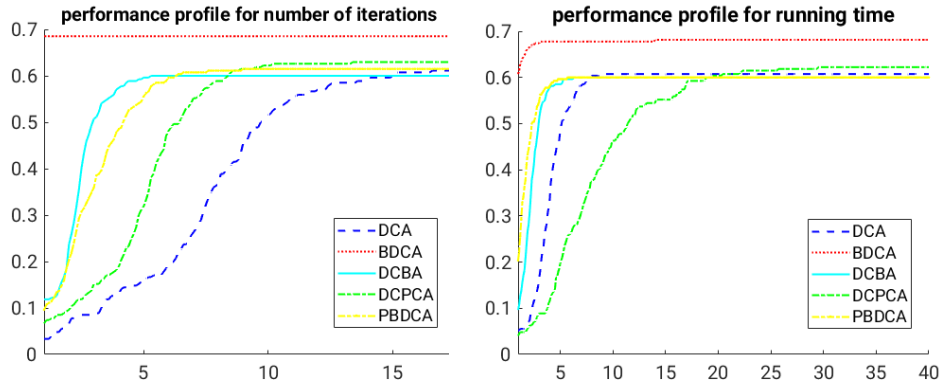 performance profile for number of iterations
0.7
0.6
0.5
0.4
0.3
0.2
0.1
0
5
10
15
DCA
BDCA
DCBA
DCPCA
PBDCA
performance profile for running time
0.7
0.6
0.5
0.4
0.3
0.2
0.1
0
5
10
15
20
25
30
35
40
DCA
BDCA
DCBA
DCPCA
PBDCA